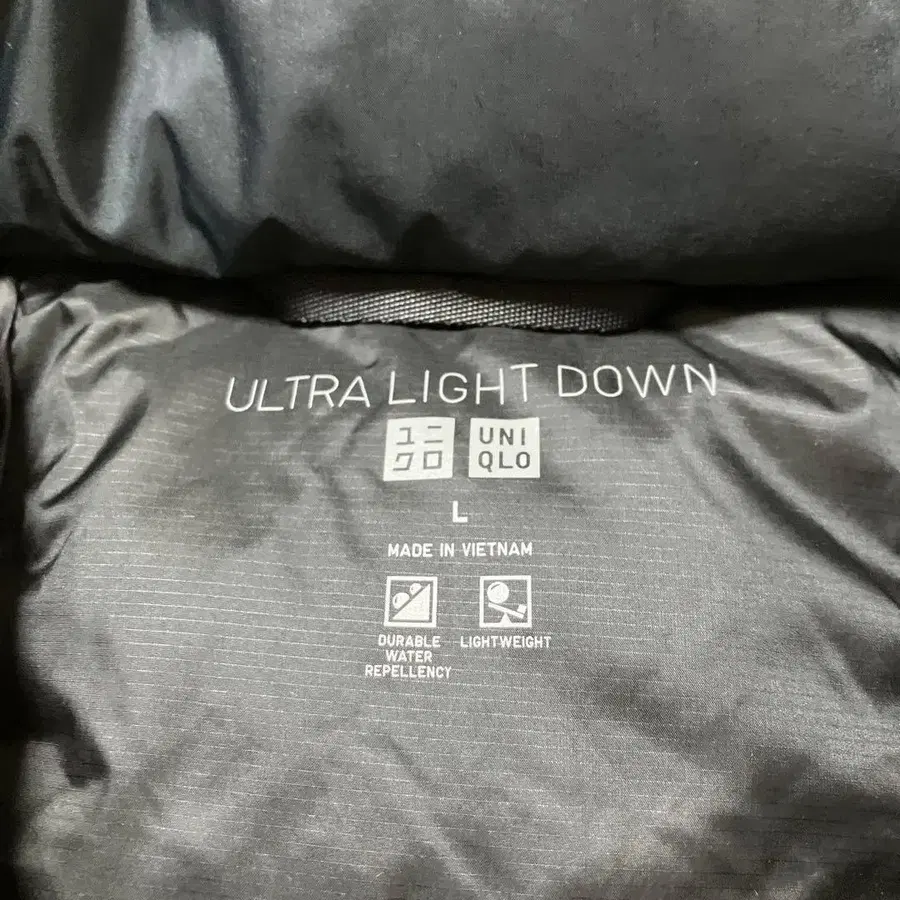 ULTRA LIGHT DOWN
ユニ UNI
クロ QLO
L
MADE IN VIETNAM
DURABLE LIGHTWEIGHT
WATER
REPELLENCY